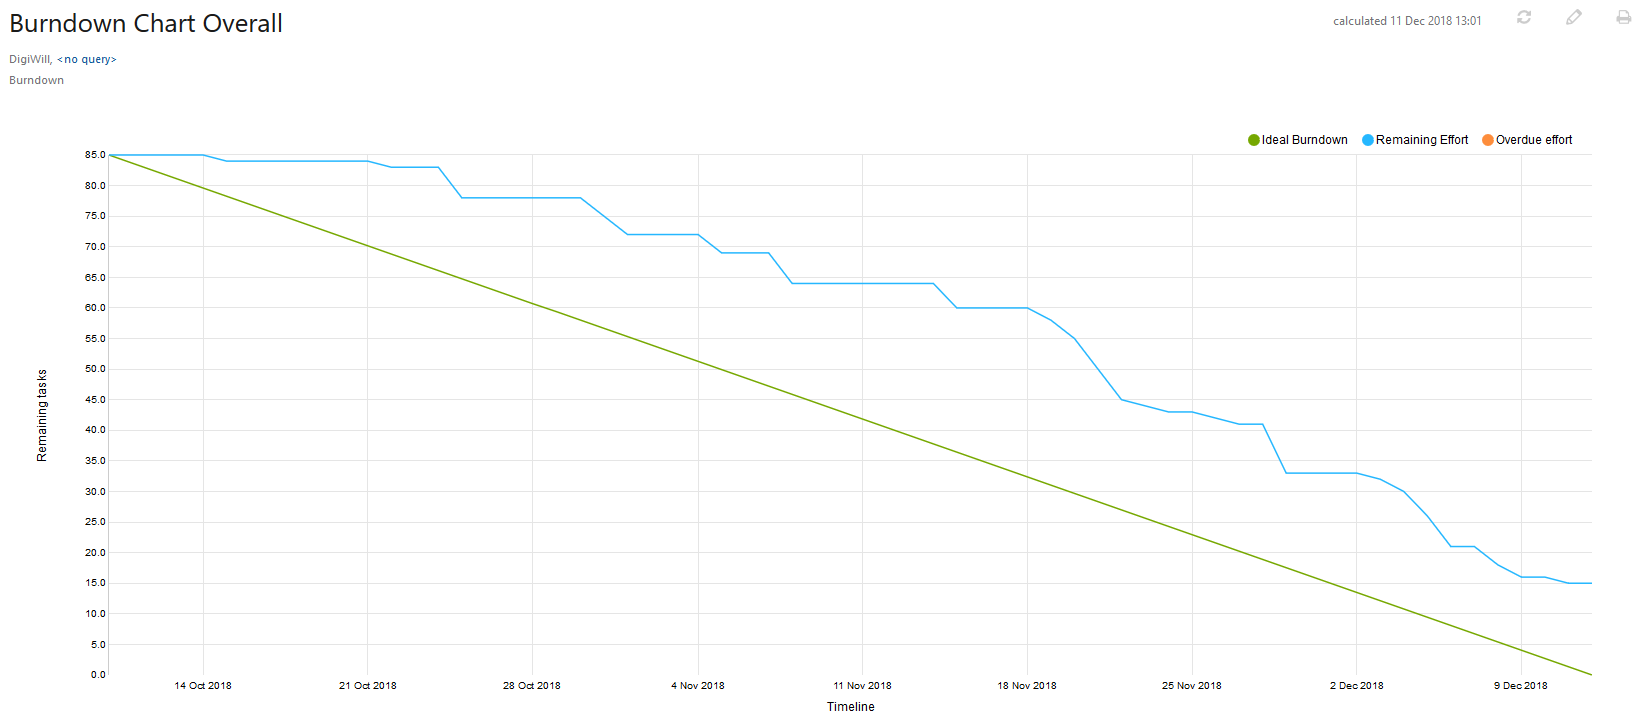 Burndown Chart Overall
calculated 11 Dec 2018 13:01
DigiWill, <no query>
Burndown
Ideal Burndown Remaining Effort Overdue effort
85.0
80.0
75.0
70.0
65.0
60.0
55.0
50.0
45.0
40.0
35.0
30.0
25.0
20.0
15.0
10.0
5.0
0.0
Remaining tasks
14 Oct 2018 21 Oct 2018 28 Oct 2018 4 Nov 2018 11 Nov 2018 18 Nov 2018 25 Nov 2018 2 Dec 2018 9 Dec 2018
Timeline